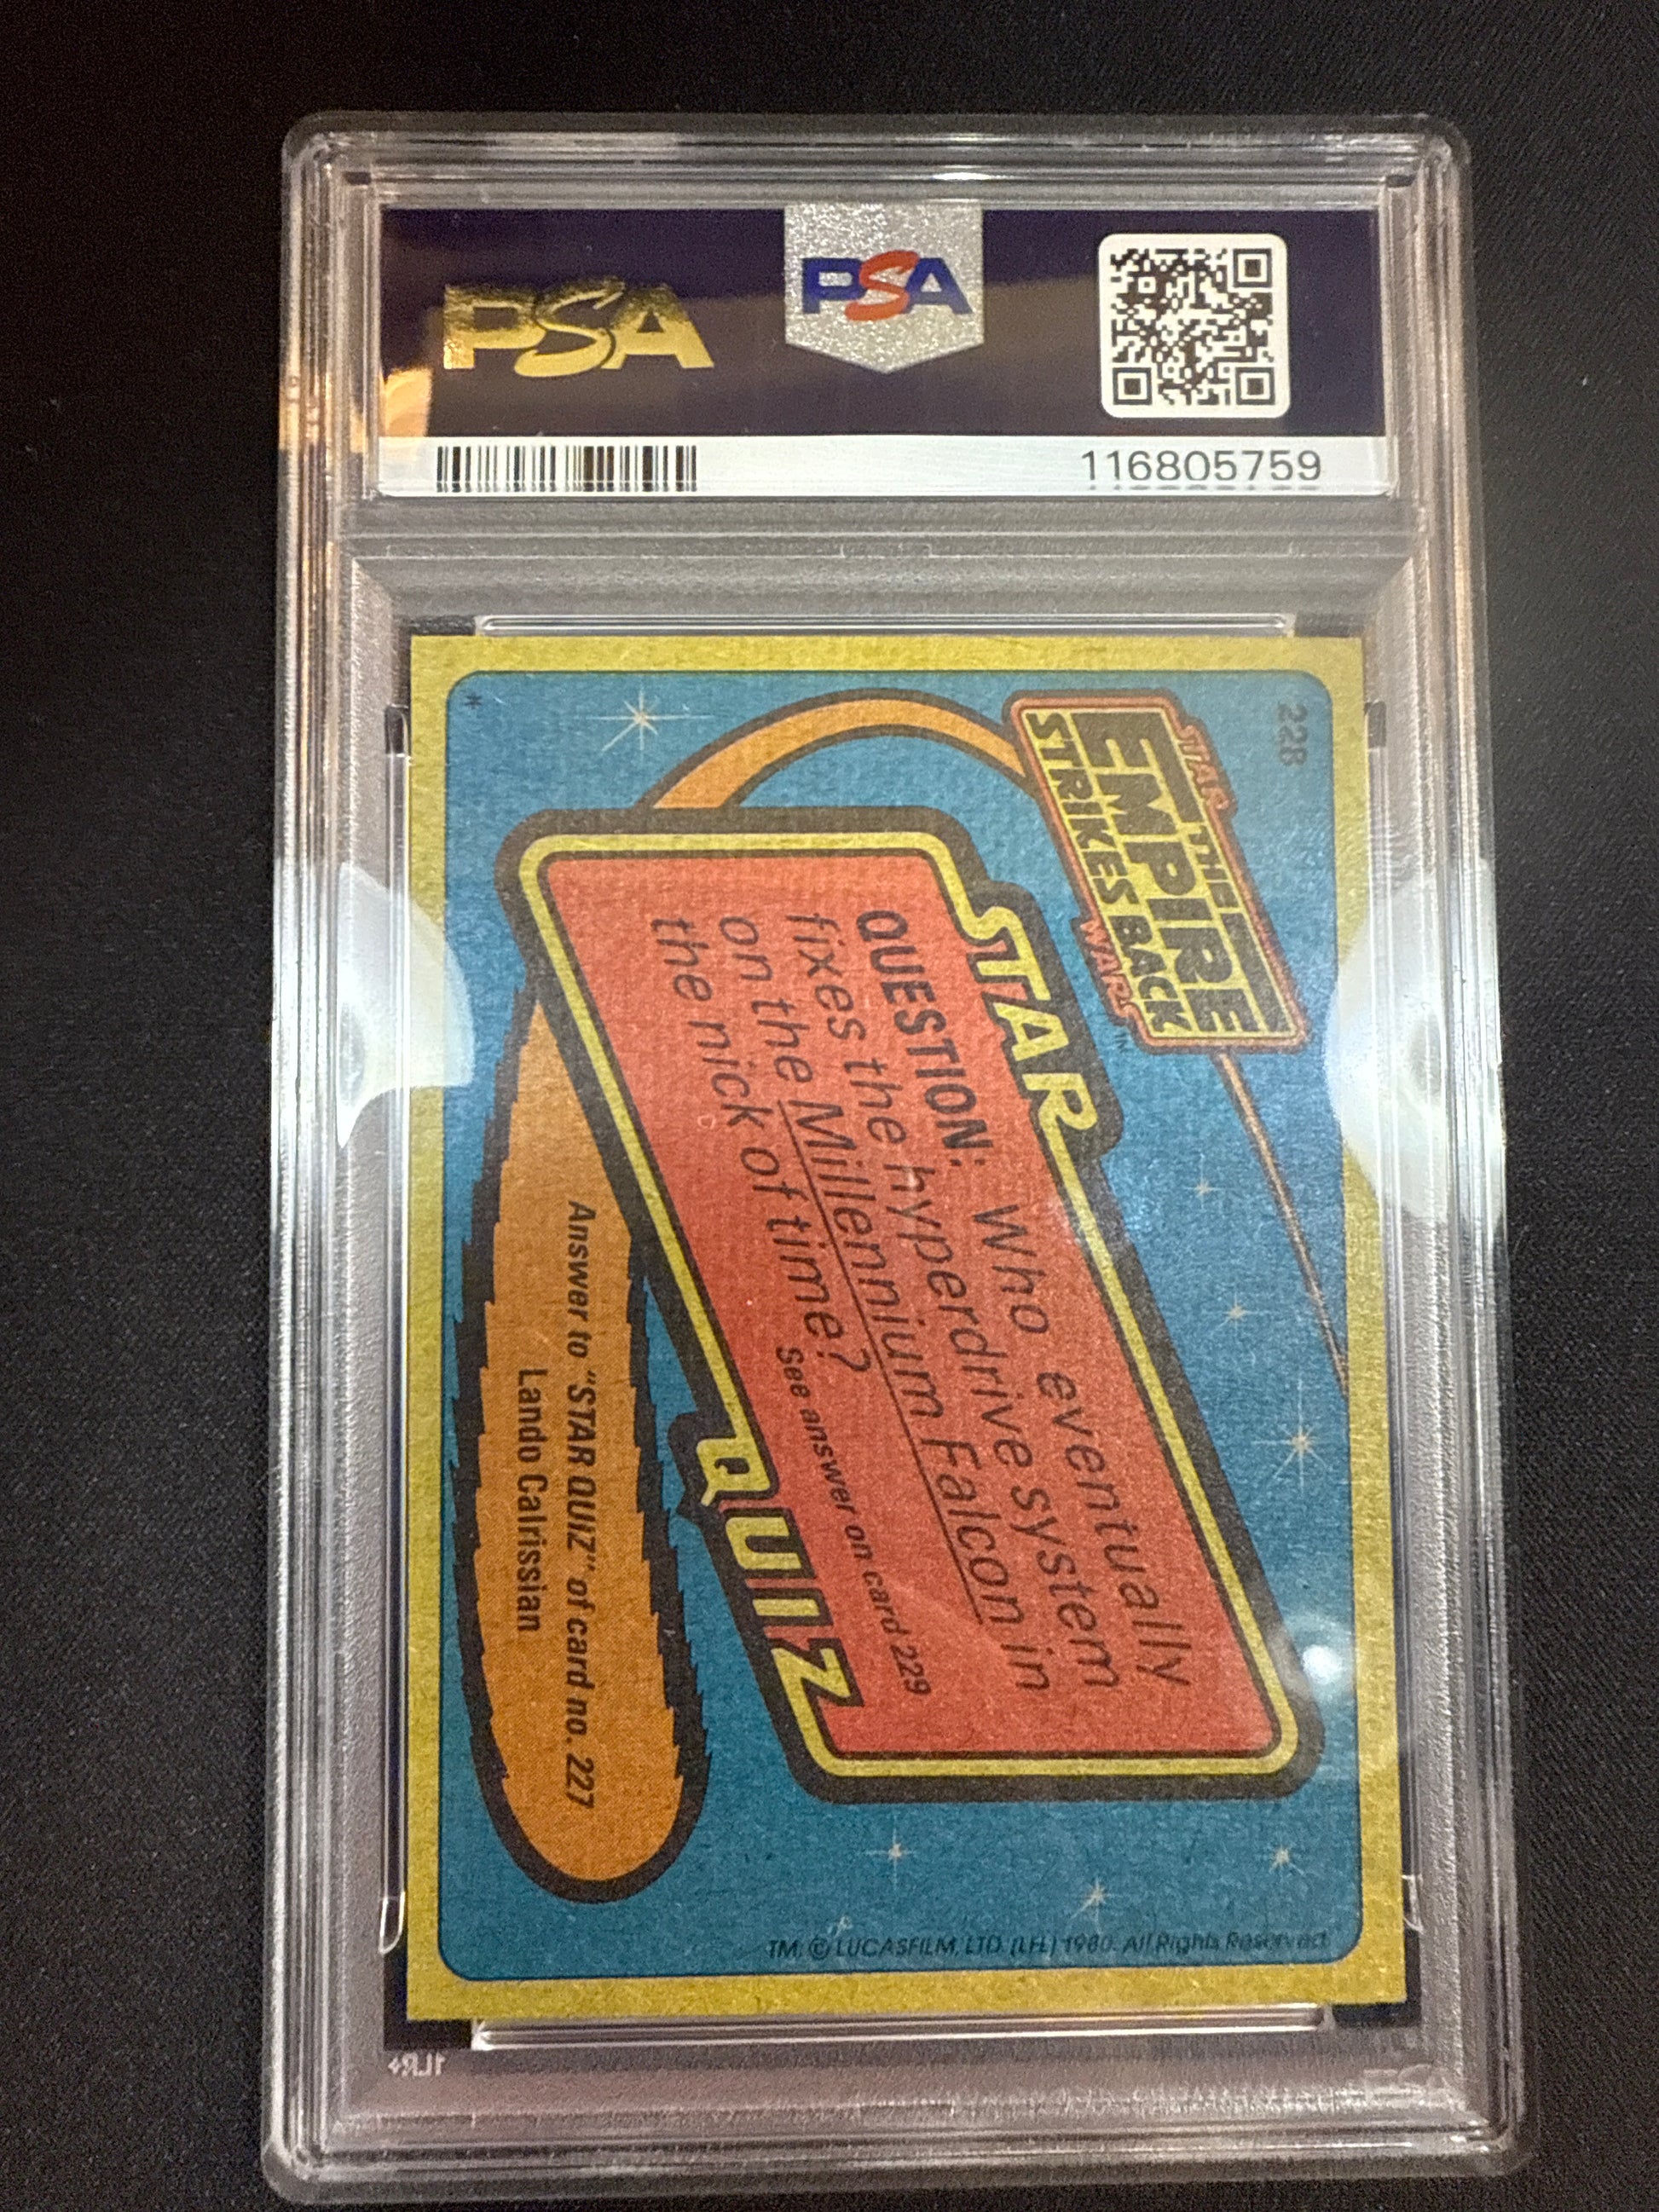 PSA
PSA
116805759
228
STAR
THE
EMPIRE
STRIKES BACK
WARS
STAR
QUESTION: Who eventually
fixes the hyperdrive system
on the Millennium Falcon in
the nick of time?
See answer on card 229
QUIZ
Answer to "STAR QUIZ" of card no. 227
Lando Calrissian
*
TM: © LUCASFILM, LTD. (LFL) 1980. All Rights Reserved.